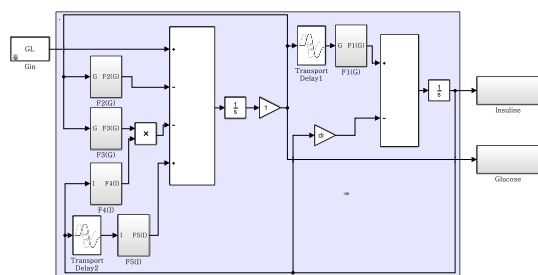 GL
Gin
G F2(G)
F2(G)
G F3(G)
F3(G)
×
I F4(I)
F4(I)
Transport
Delay2
I F5(I)
F5(I)
+
−
−
+
1
s
1
Transport
Delay1
G F1(G)
F1(G)
di
+
−
1
s
Insuline
Glucose